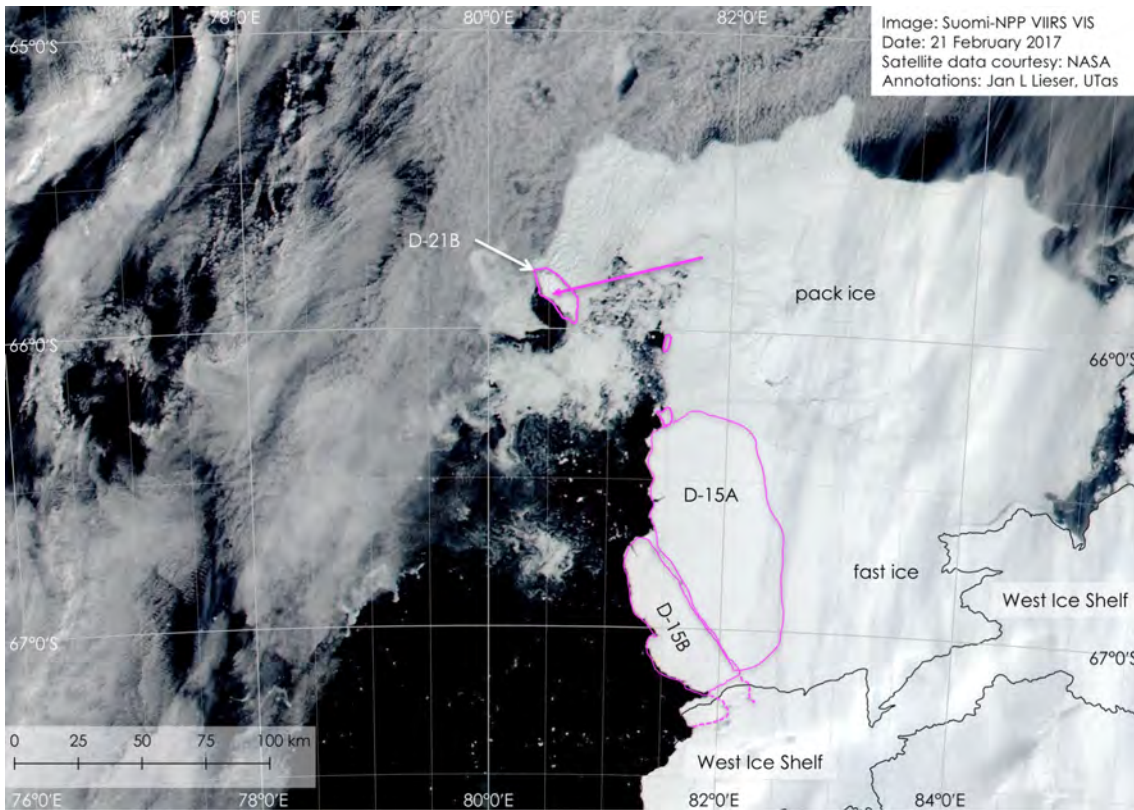 78°0'E
80°0'E
82°0'E
Image: Suomi-NPP VIIRS VIS
Date: 21 February 2017
Satellite data courtesy: NASA
Annotations: Jan L Lieser, UTas
65°0'S
D-21B
pack ice
66°0'S
66°0'S
D-15A
fast ice
West Ice Shelf
D-15B
67°0'S
67°0'S
0 25 50 75 100 km
West Ice Shelf
76°0'E
78°0'E
80°0'E
82°0'E
84°0'E